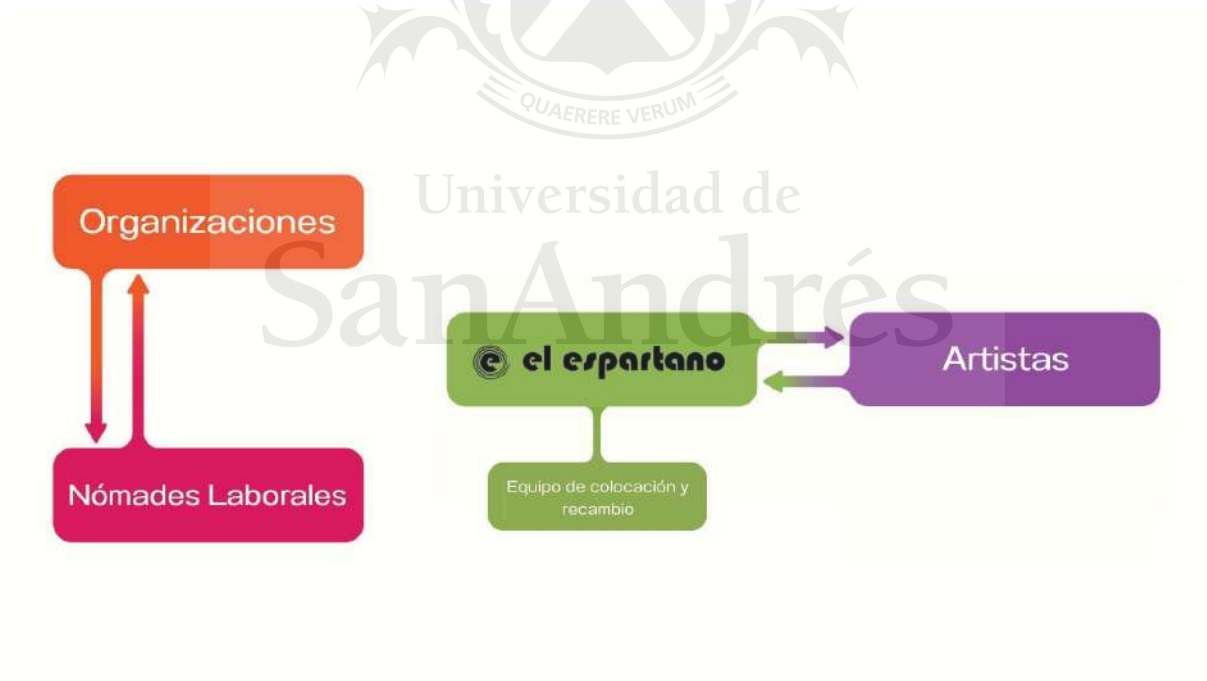 QUAERERE VERUM
Universidad de
SanAndrés
Organizaciones
e el espartano
Artistas
Nómades Laborales
Equipo de colocación y
recambio